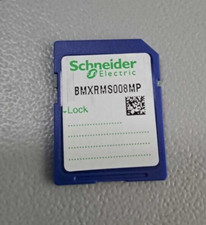 Schneider
Electric
BMXRMS008MP
Lock